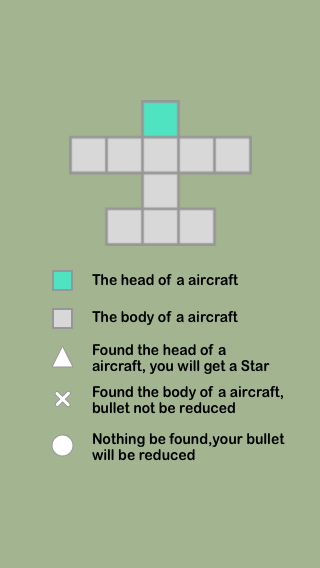 The head of a aircraft
The body of a aircraft
Found the head of a
aircraft, you will get a Star
Found the body of a aircraft,
bullet not be reduced
Nothing be found,your bullet
will be reduced